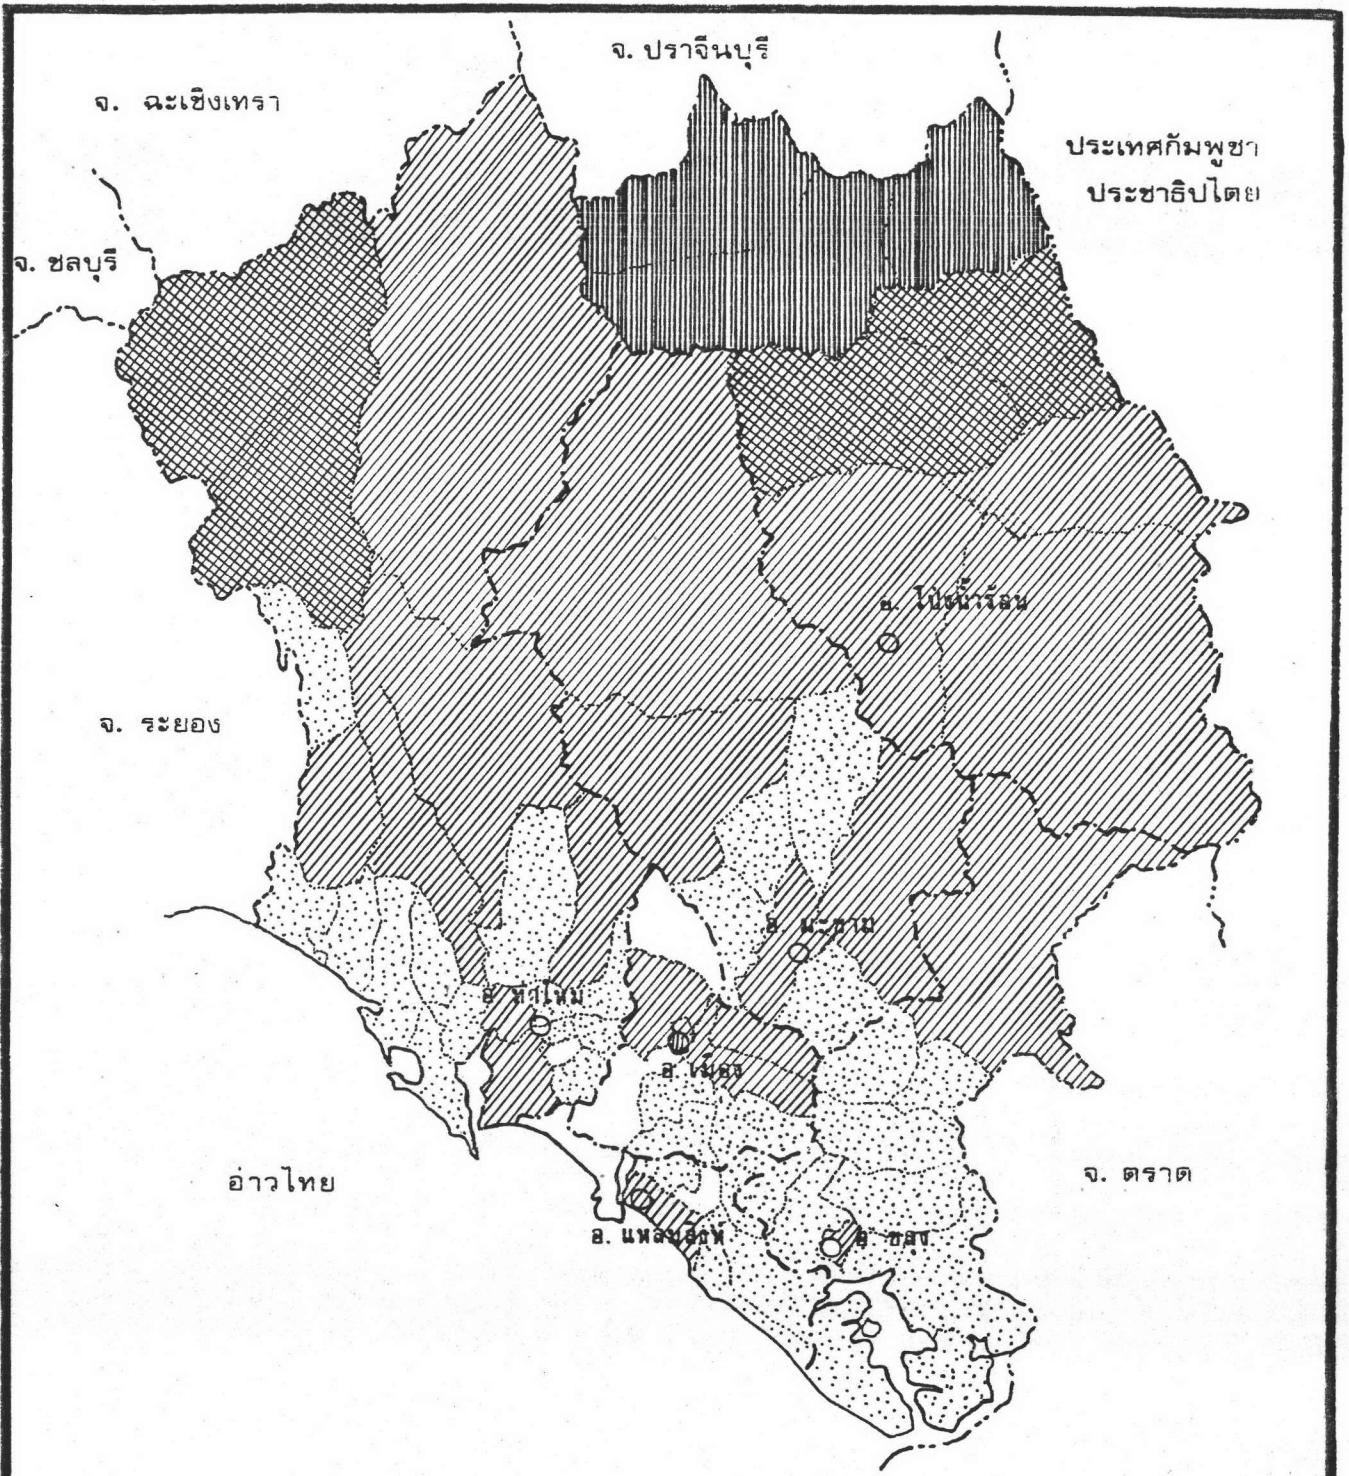 จ. ปราจีนบุรี
จ. ฉะเชิงเทรา
ประเทศกัมพูชา
ประชาธิปไตย
จ. ชลบุรี
อ. โป่งน้ำร้อน
จ. ระยอง
อ. มะขาม
อ. ท่าใหม่
อ. เมือง
อ่าวไทย
จ. ตราด
อ. แหลมสิงห์
อ. ขลุง